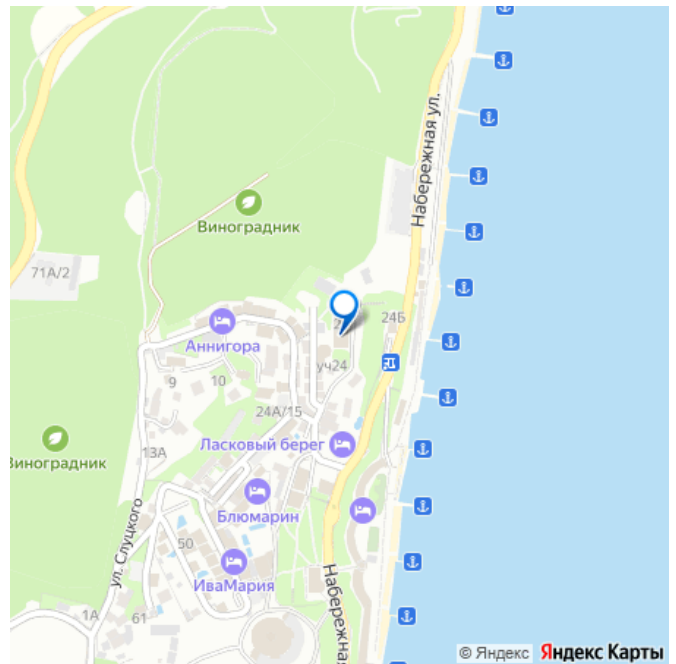 Набережная ул.
Виноградник
71А/2
24Б
Аннигора
уч24
9
10
24А/15
Ласковый берег
13А
Виноградник
Блюмарин
ул. Слуцкого
50
ИваМария
Набережная
1А
61
© Яндекс Яндекс Карты